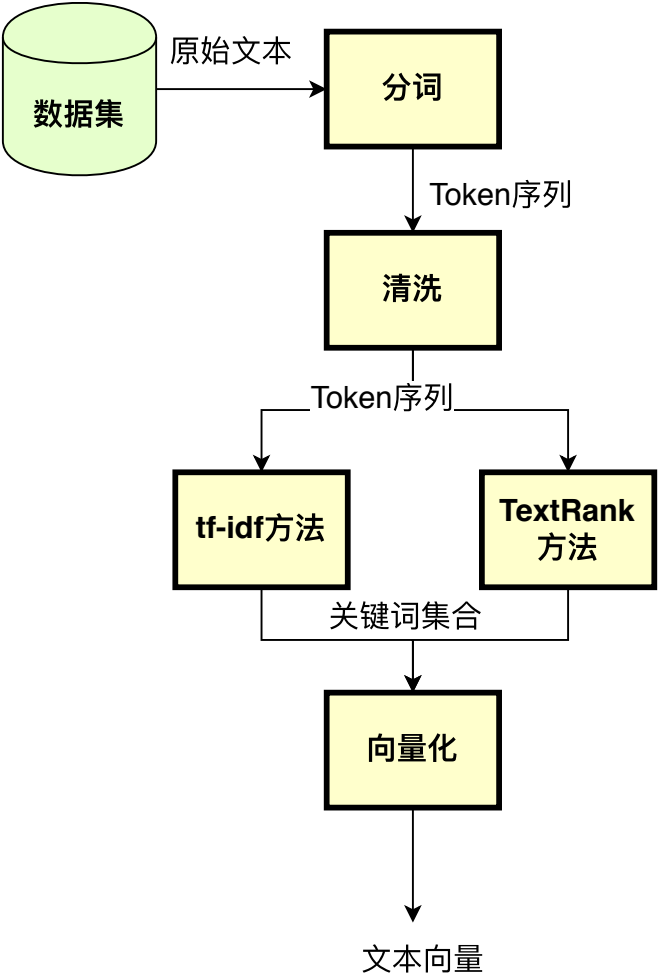 原始文本
数据集
分词
Token序列
清洗
Token序列
tf-idf方法
TextRank
方法
关键词集合
向量化
文本向量